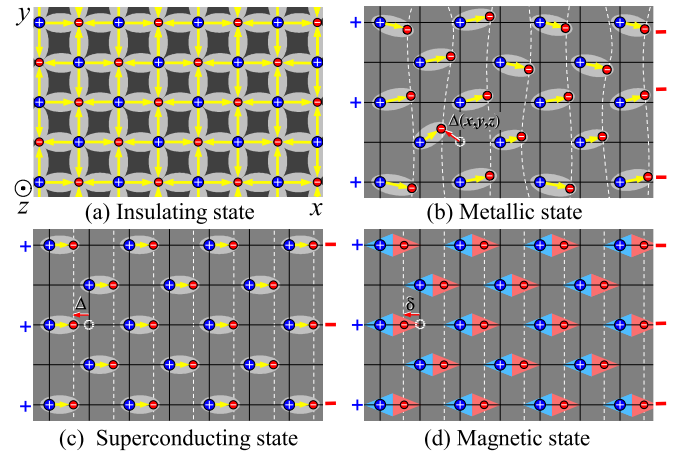 y
z
x
(a) Insulating state
Δ(x,y,z)
(b) Metallic state
Δ
(c) Superconducting state
δ
(d) Magnetic state